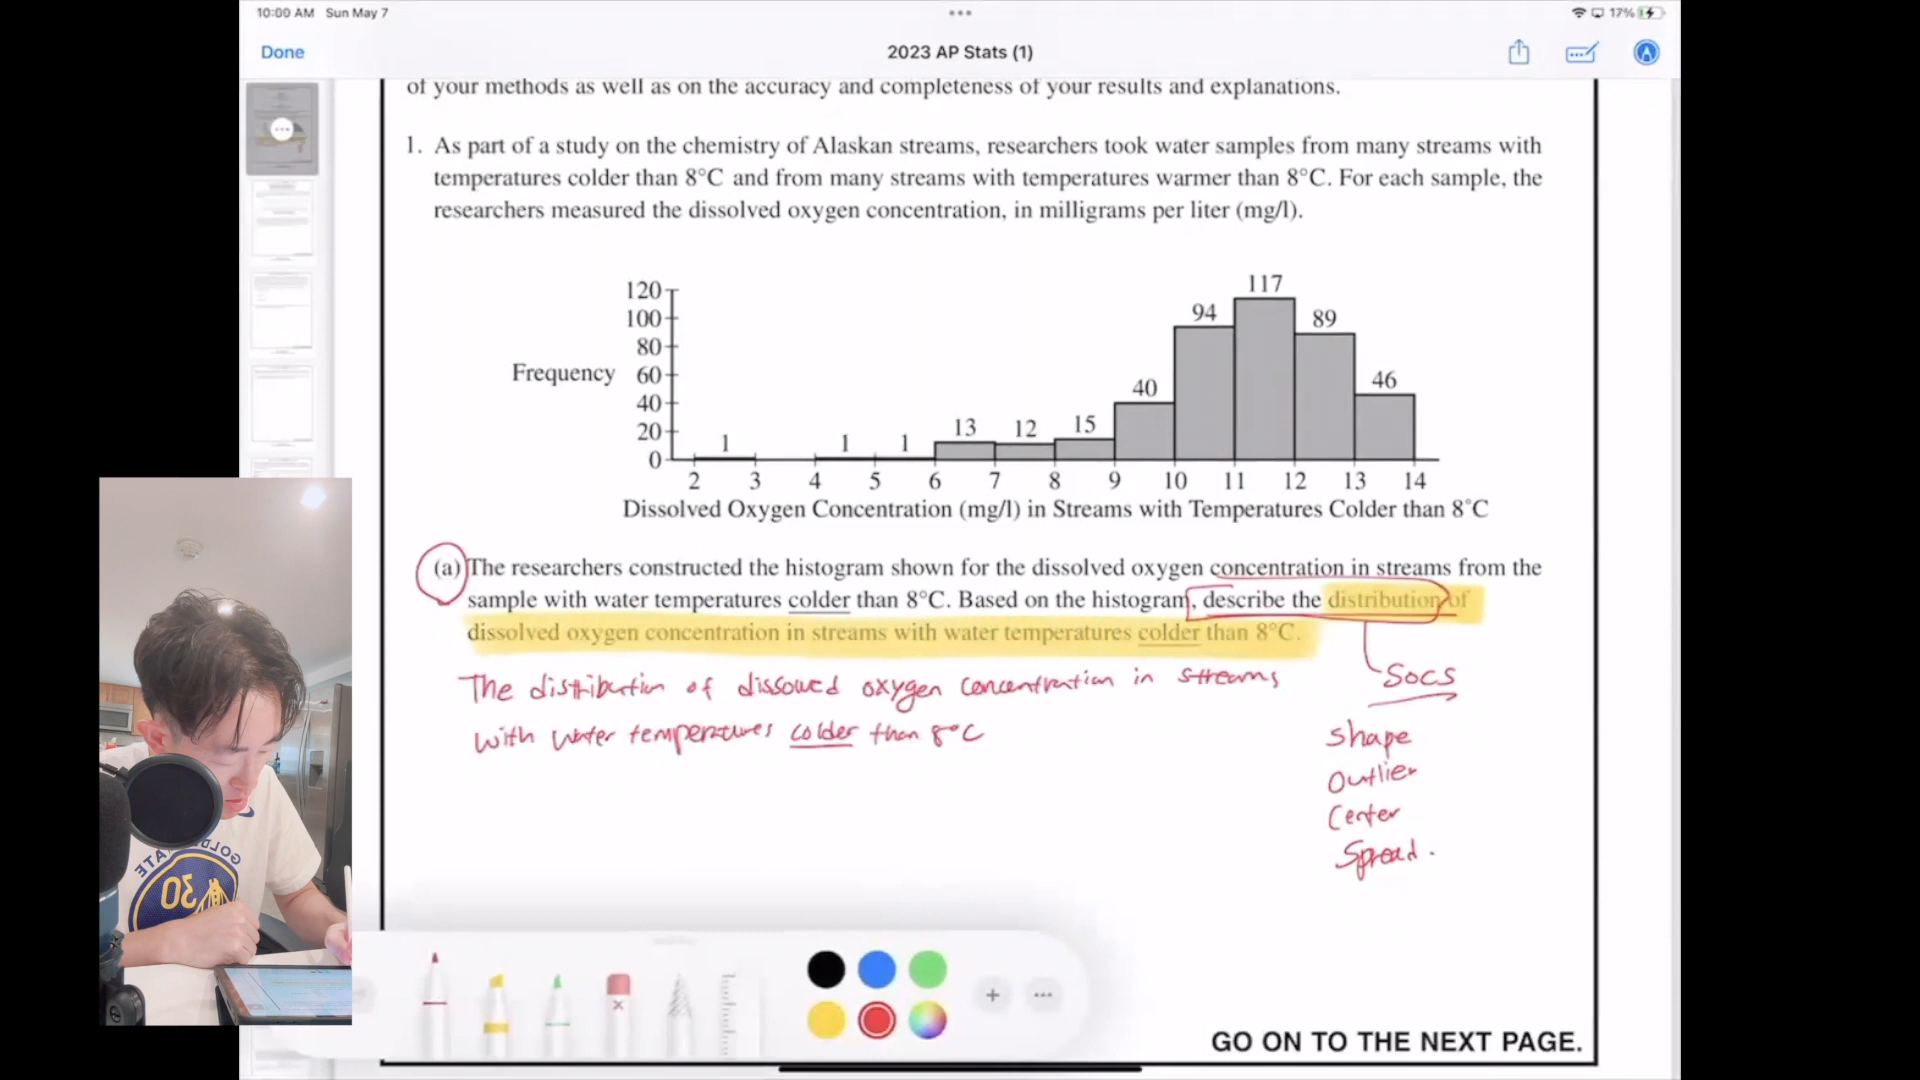 10:00 AM Sun May 7
17%
Done
2023 AP Stats (1)
of your methods as well as on the accuracy and completeness of your results and explanations.
1. As part of a study on the chemistry of Alaskan streams, researchers took water samples from many streams with
temperatures colder than 8°C and from many streams with temperatures warmer than 8°C. For each sample, the
researchers measured the dissolved oxygen concentration, in milligrams per liter (mg/l).
120
100
80
60
40
20
0
Frequency
1 1 1 13 12 15 40 94 117 89 46
2 3 4 5 6 7 8 9 10 11 12 13 14
Dissolved Oxygen Concentration (mg/l) in Streams with Temperatures Colder than 8°C
(a) The researchers constructed the histogram shown for the dissolved oxygen concentration in streams from the
sample with water temperatures colder than 8°C. Based on the histogram, describe the distribution of
dissolved oxygen concentration in streams with water temperatures colder than 8°C.
The distribution of dissolved oxygen concentration in streams
with water temperatures colder than 8°C
SOCS
Shape
Outlier
Center
Spread.
GOLDEN STATE
30
GO ON TO THE NEXT PAGE.